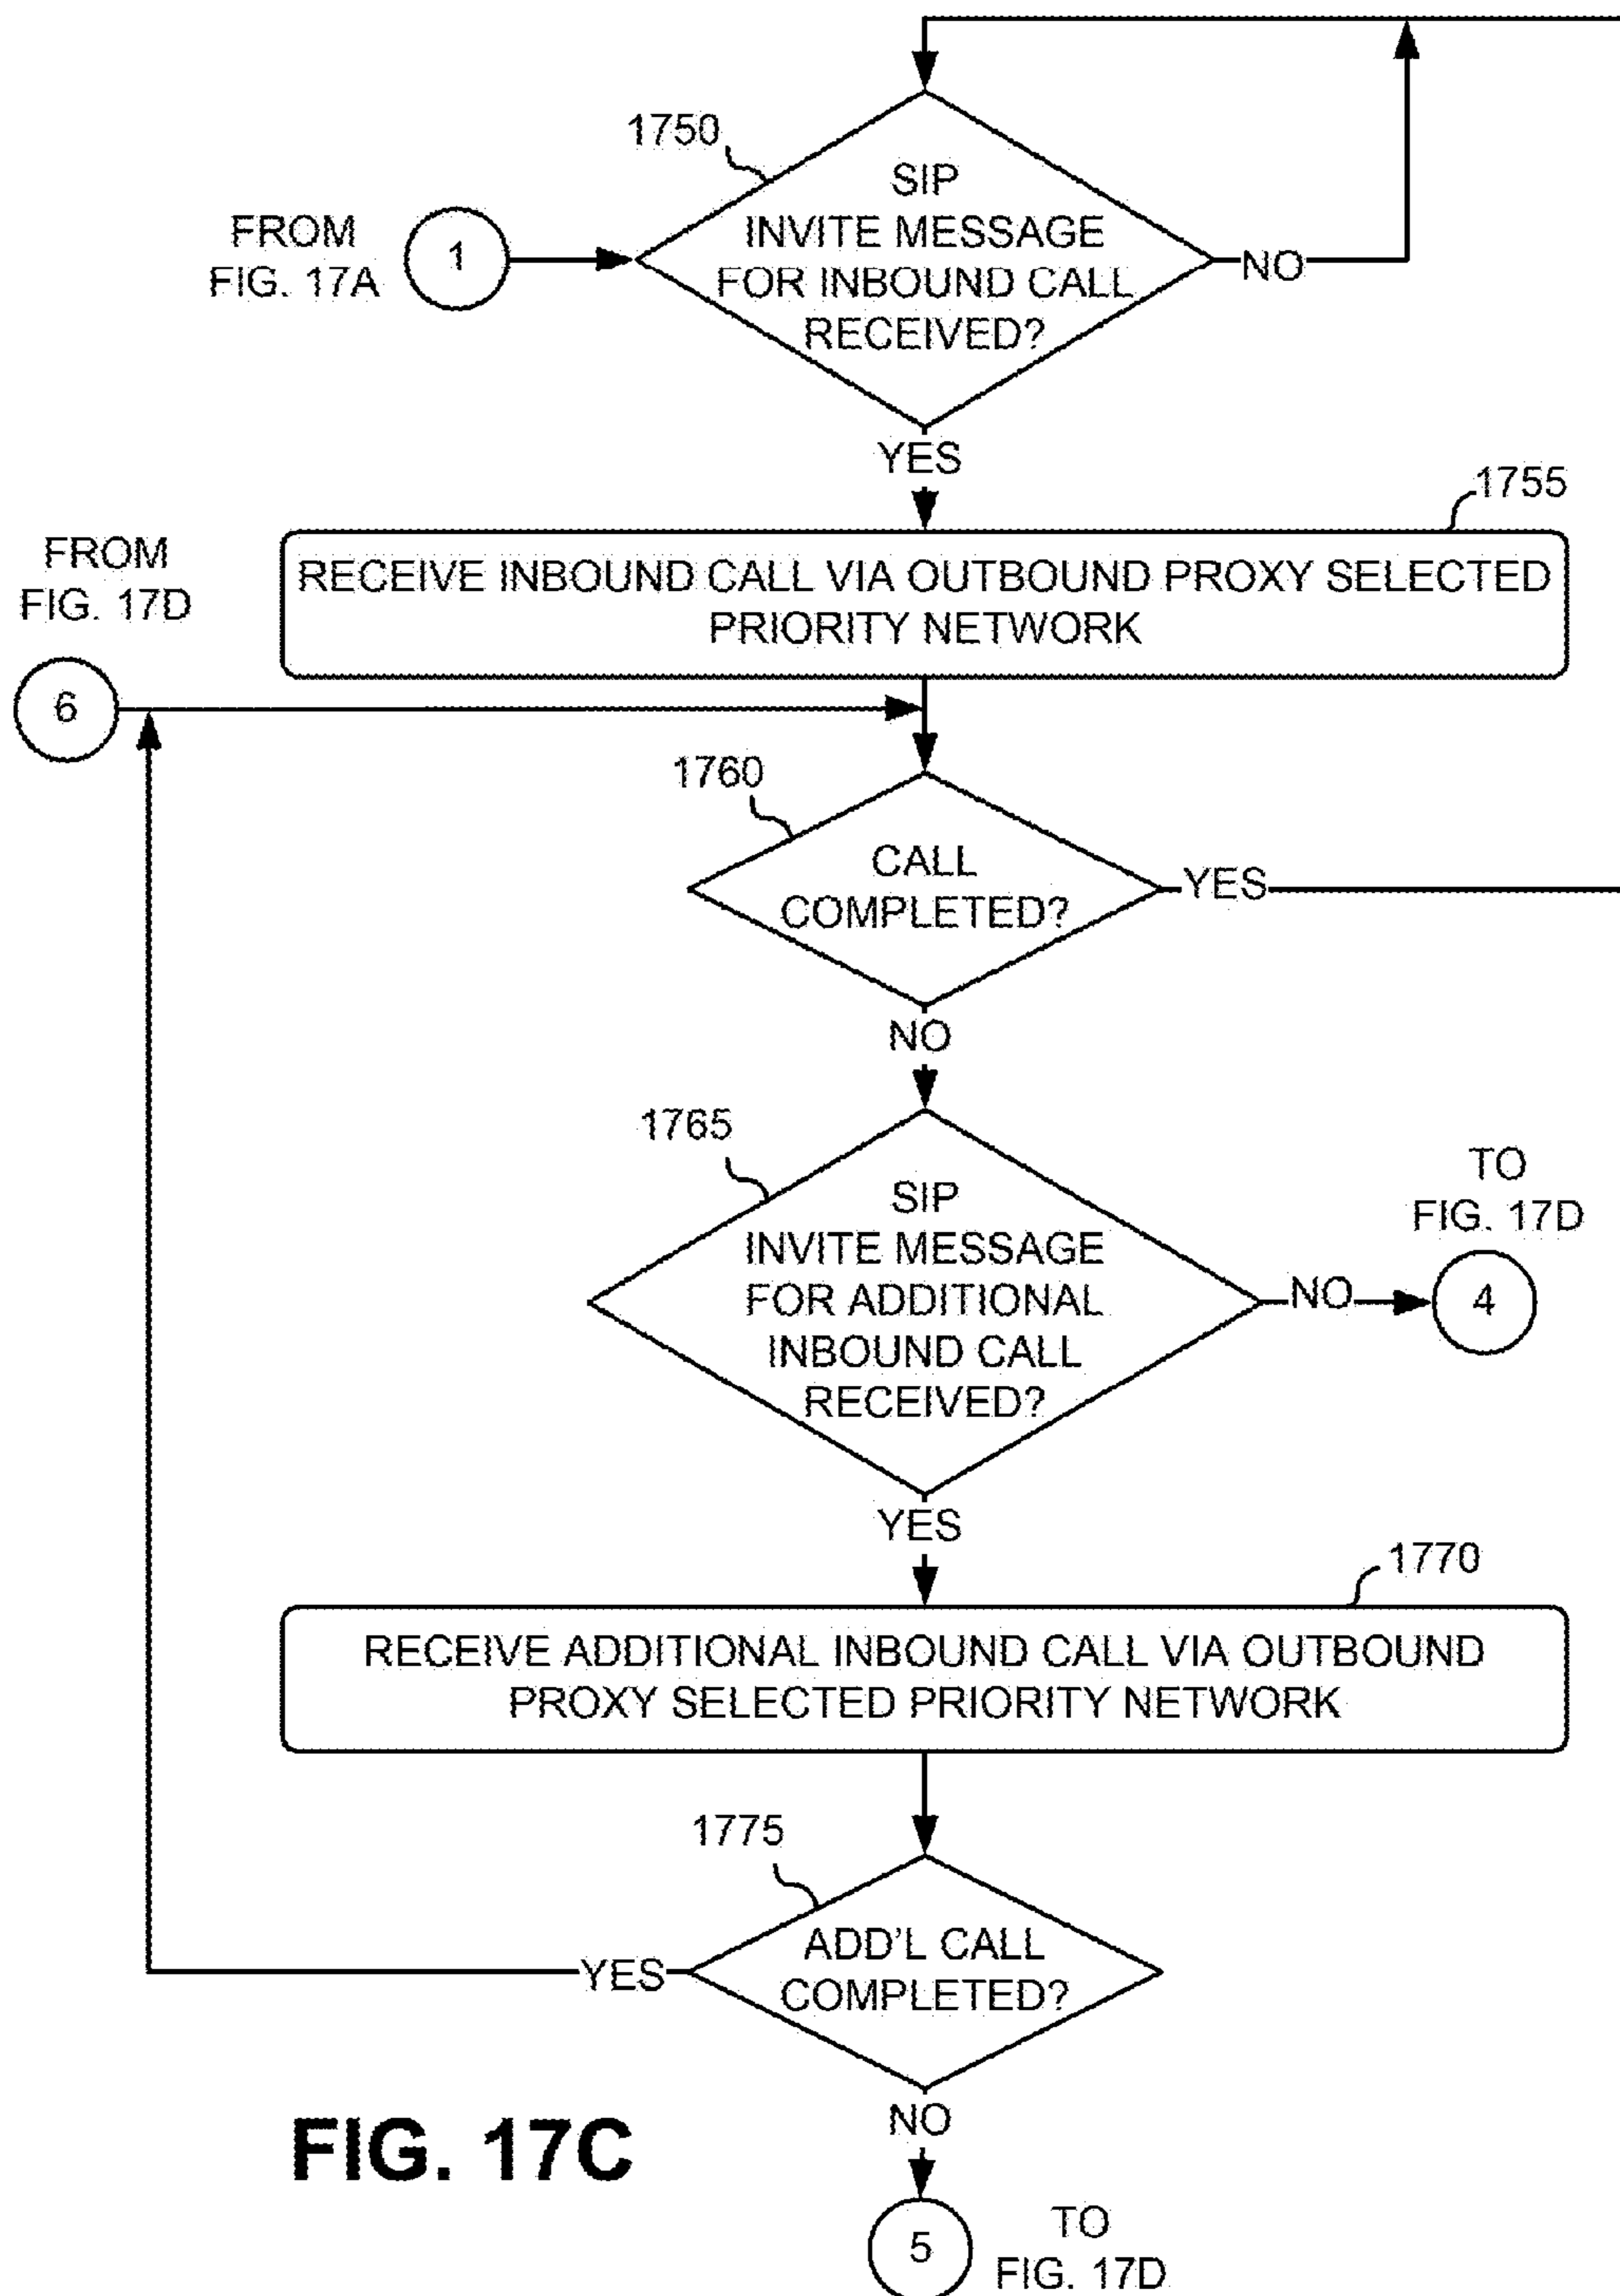 1750
SIP
INVITE MESSAGE
FOR INBOUND CALL
RECEIVED?
FROM
FIG. 17A
1
NO
YES
1755
RECEIVE INBOUND CALL VIA OUTBOUND PROXY SELECTED
PRIORITY NETWORK
FROM
FIG. 17D
6
1760
CALL
COMPLETED?
YES
NO
1765
SIP
INVITE MESSAGE
FOR ADDITIONAL
INBOUND CALL
RECEIVED?
NO
TO
FIG. 17D
4
YES
1770
RECEIVE ADDITIONAL INBOUND CALL VIA OUTBOUND
PROXY SELECTED PRIORITY NETWORK
1775
ADD'L CALL
COMPLETED?
YES
NO
5
TO
FIG. 17D
FIG. 17C